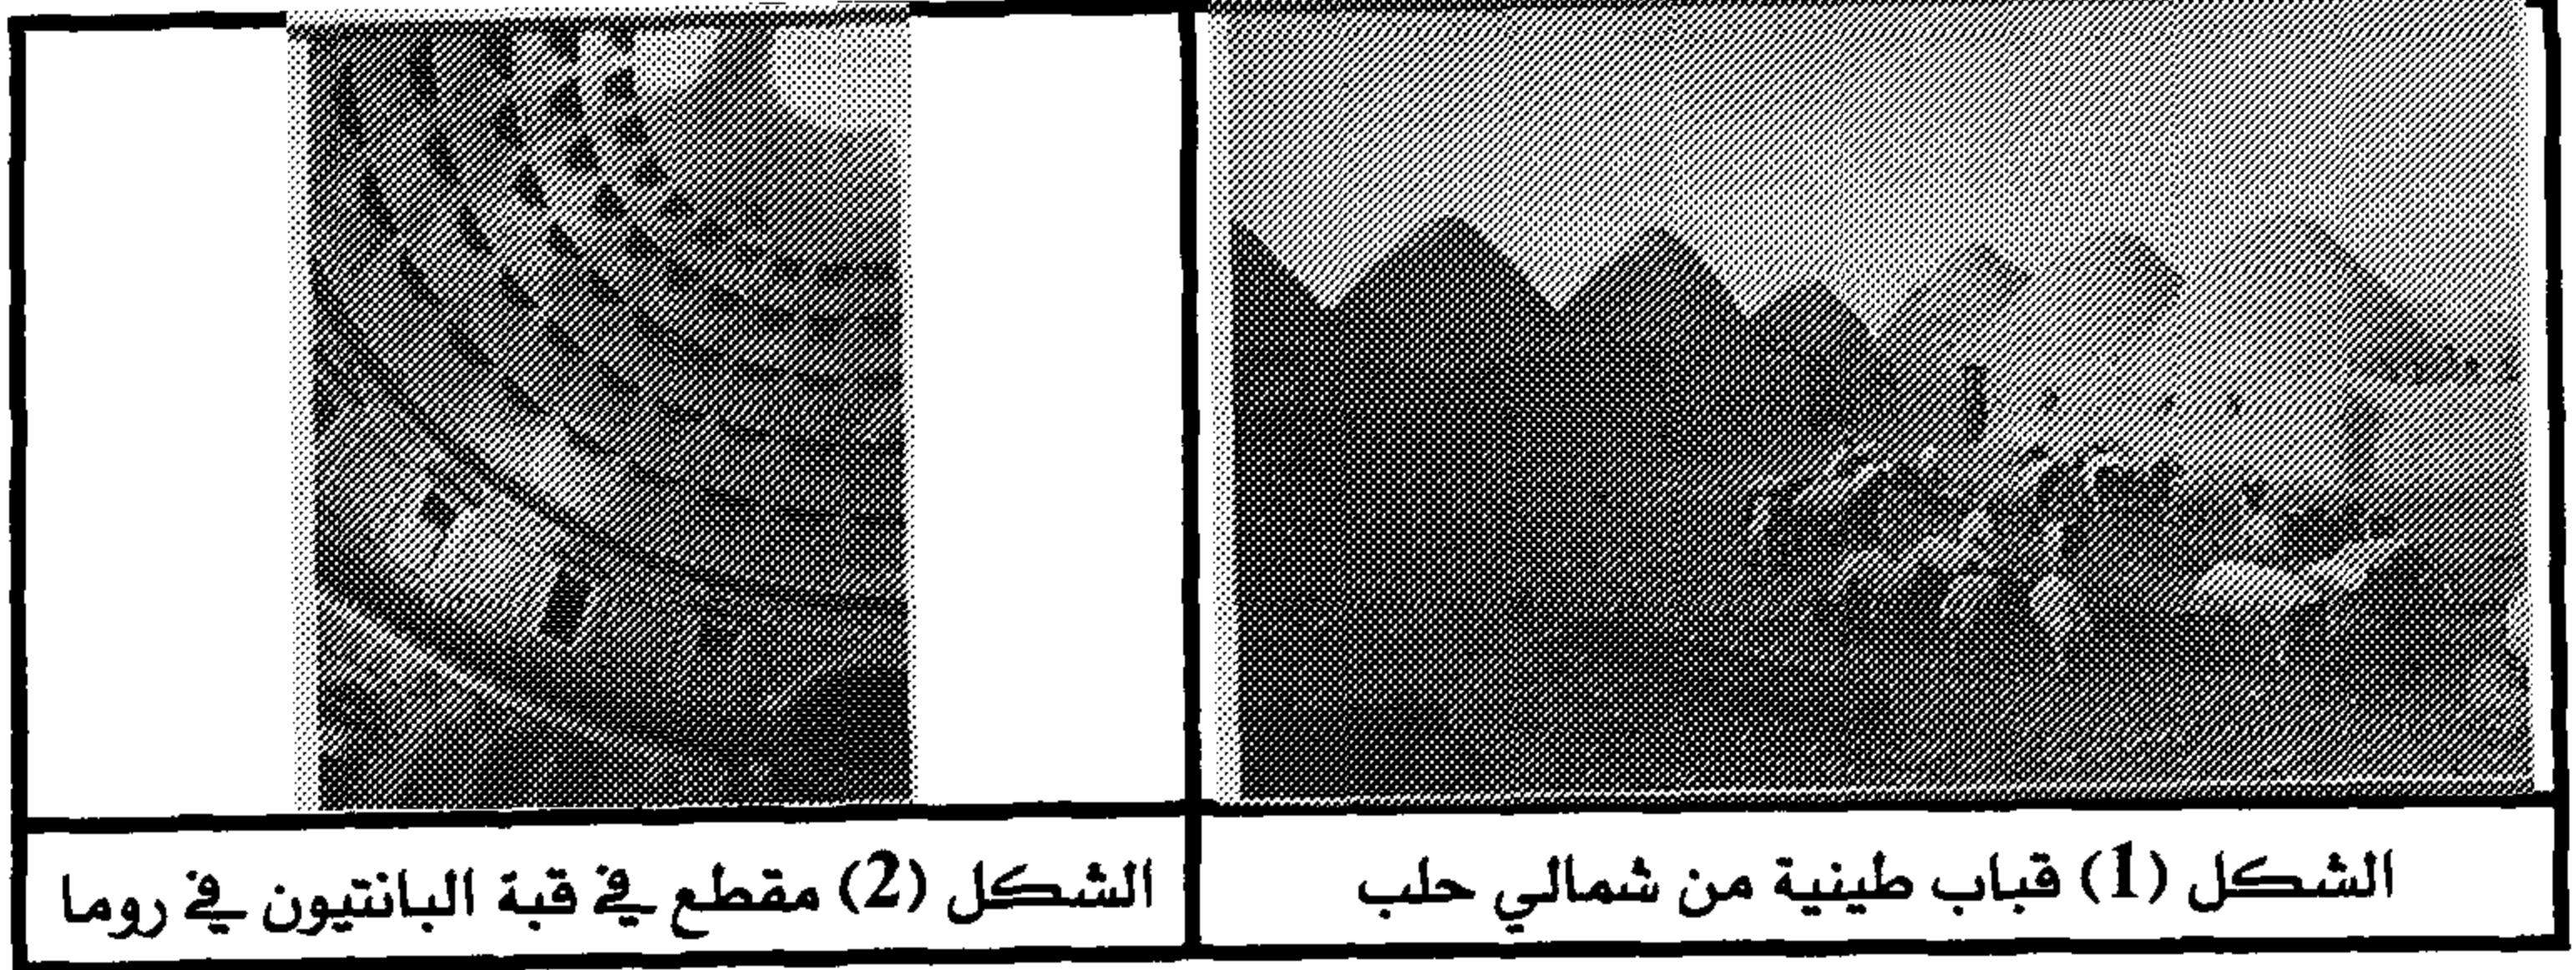 الشكل (1) قباب طينية من شمالي حلب
الشكل (2) مقطع في قبة البانتيون في روما